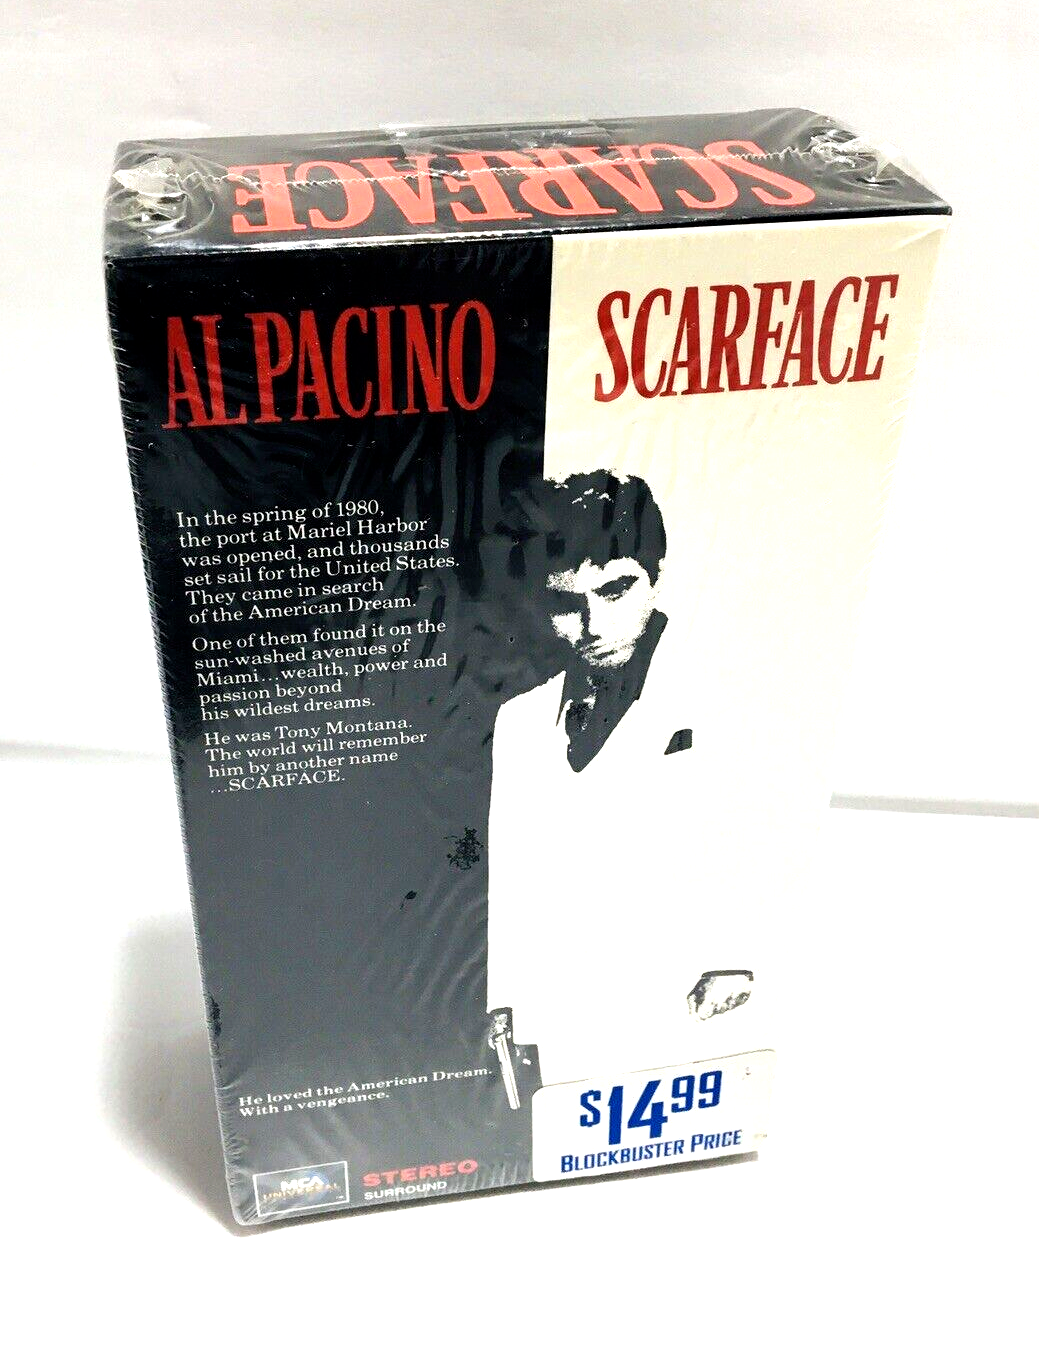 SCARFACE
AL PACINO
SCARFACE
In the spring of 1980,
the port at Mariel Harbor
was opened, and thousands
set sail for the United States.
They came in search
of the American Dream.
One of them found it on the
sun-washed avenues of
Miami...wealth, power and
passion beyond
his wildest dreams.
He was Tony Montana.
The world will remember
him by another name
...SCARFACE.
He loved the American Dream.
With a vengeance.
MCA
UNIVERSAL
STEREO
SURROUND
$14.99
BLOCKBUSTER PRICE